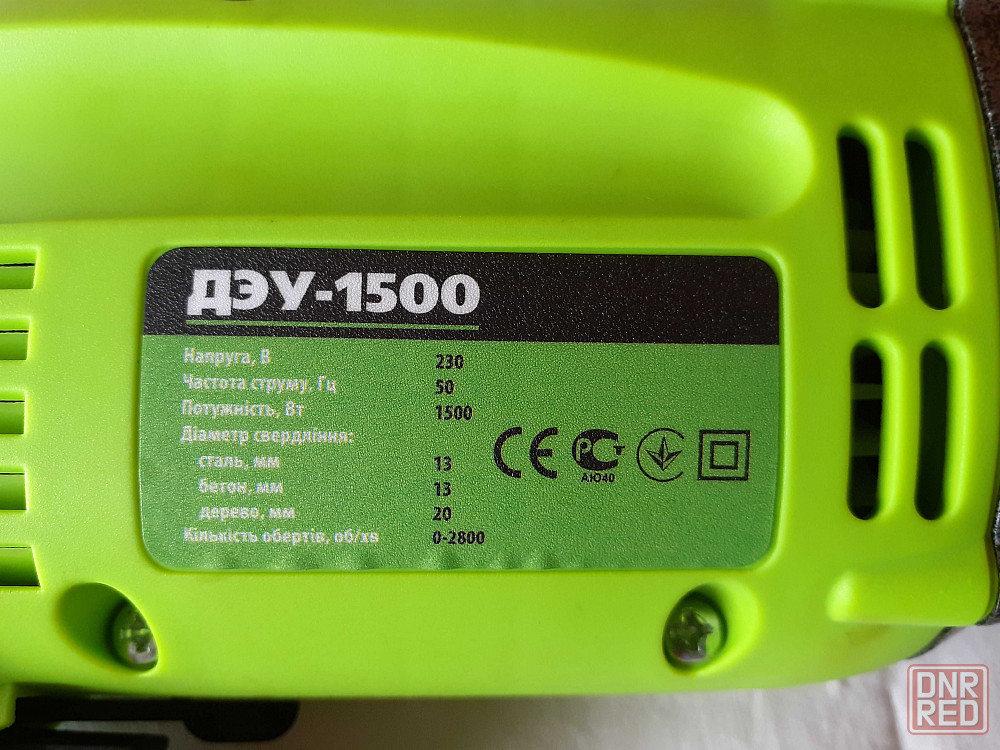 ДЭУ-1500
Напруга, В 230
Частота струму, Гц 50
Потужність, Вт 1500
Діаметр свердління:
сталь, мм 13
бетон, мм 13
дерево, мм 20
Кількість обертів, об/хв 0-2800
CE
РСТ
АЮ40
DNR
RED